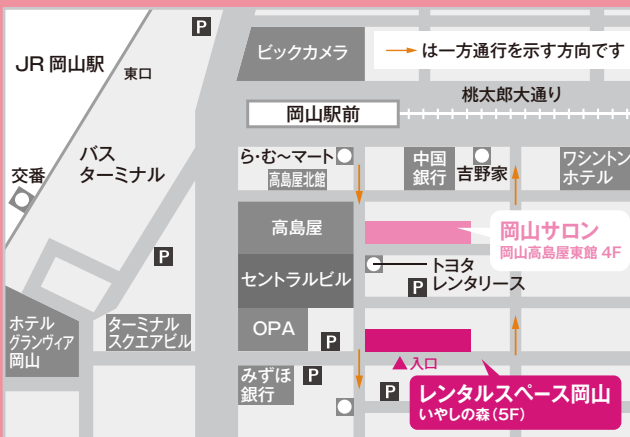 P
ビックカメラ
は一方通行を示す方向です
JR 岡山駅
東口
桃太郎大通り
岡山駅前
バス
ターミナル
交番
ら・む～マート
高島屋北館
中国
銀行
吉野家
ワシントン
ホテル
高島屋
岡山サロン
岡山高島屋東館 4F
P
セントラルビル
トヨタ
レンタリース
P
ホテル
グランヴィア
岡山
ターミナル
スクエアビル
OPA
P
▲入口
みずほ
銀行
P
P
レンタルスペース岡山
いやしの森(5F)